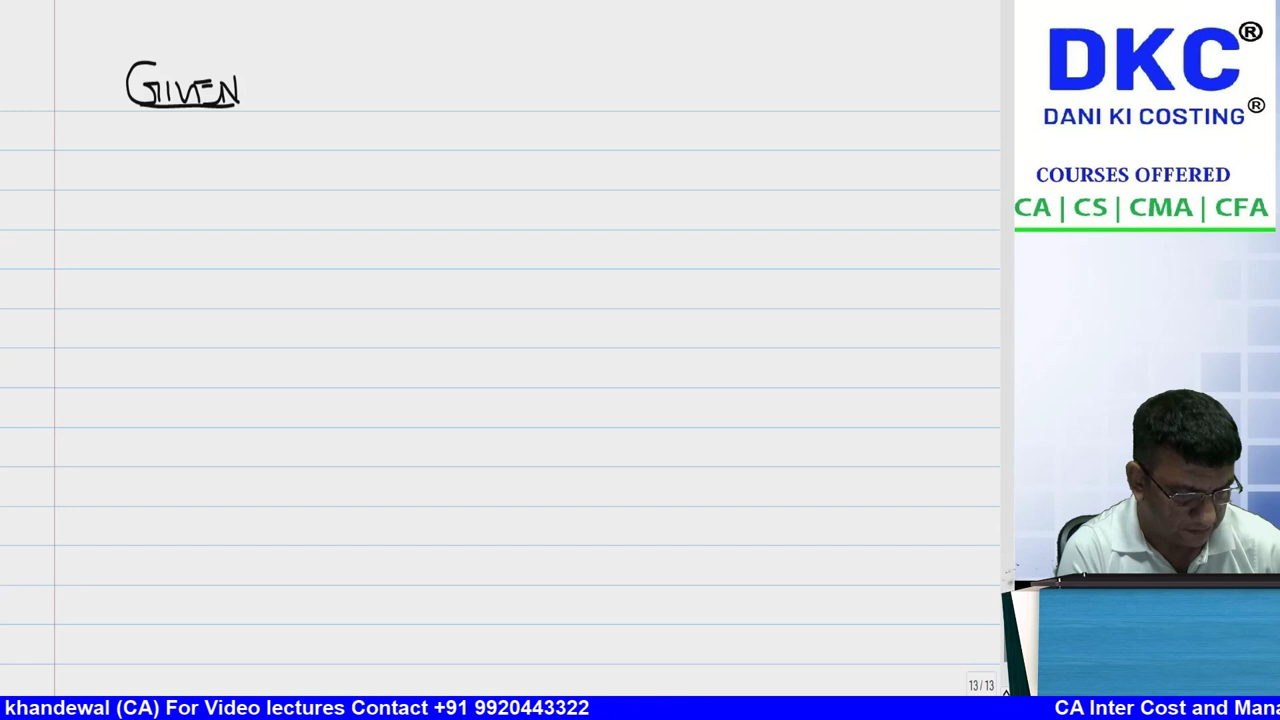 GIVEN
DKC®
DANI KI COSTING®
COURSES OFFERED
CA | CS | CMA | CFA
13/13
khandewal (CA) For Video lectures Contact +91 9920443322
CA Inter Cost and Mana